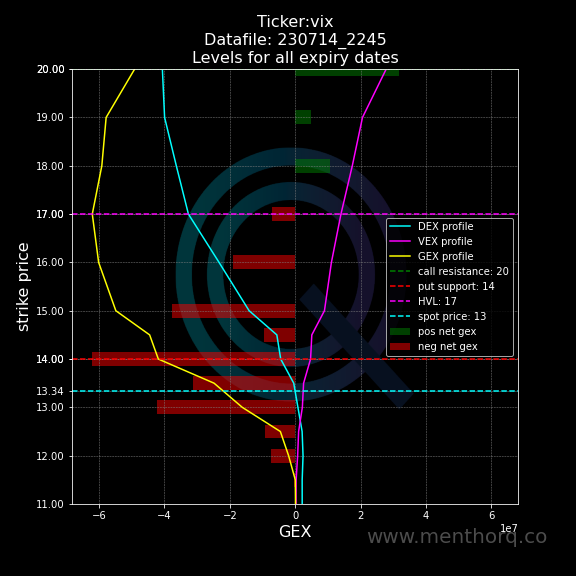 Ticker:vix
Datafile: 230714_2245
Levels for all expiry dates
20.00
19.00
18.00
17.00
16.00
15.00
14.00
13.34
13.00
12.00
11.00
strike price
DEX profile
VEX profile
GEX profile
call resistance: 20
put support: 14
HVL: 17
spot price: 13
pos net gex
neg net gex
−6 −4 −2 0 2 4 6
1e7
GEX
www.menthorq.co